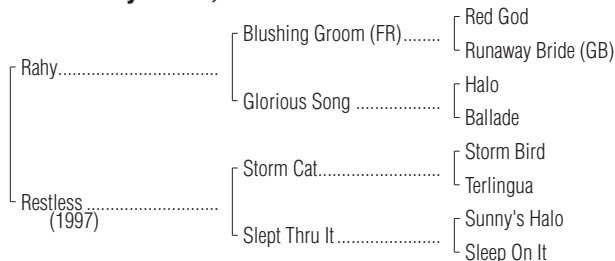 Red God
Blushing Groom (FR)........
Runaway Bride (GB)
Rahy..................................
Halo
Glorious Song ..................
Ballade
Storm Bird
Storm Cat..........................
Terlingua
Restless ............................
(1997)
Sunny's Halo
Slept Thru It......................
Sleep On It